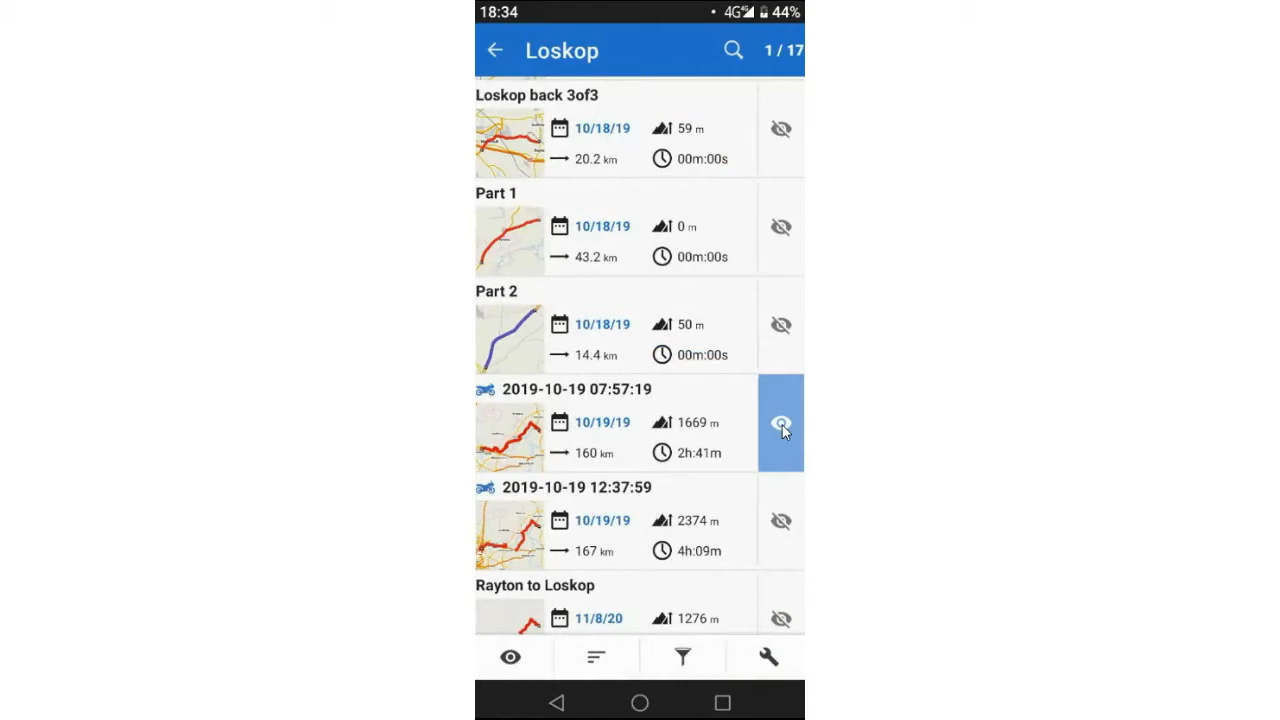 18:34 4G 44%
Loskop 1 / 17
Loskop back 3of3
10/18/19 59 m
20.2 km 00m:00s
Part 1
10/18/19 0 m
43.2 km 00m:00s
Part 2
10/18/19 50 m
14.4 km 00m:00s
2019-10-19 07:57:19
10/19/19 1669 m
160 km 2h:41m
2019-10-19 12:37:59
10/19/19 2374 m
167 km 4h:09m
Rayton to Loskop
11/8/20 1276 m